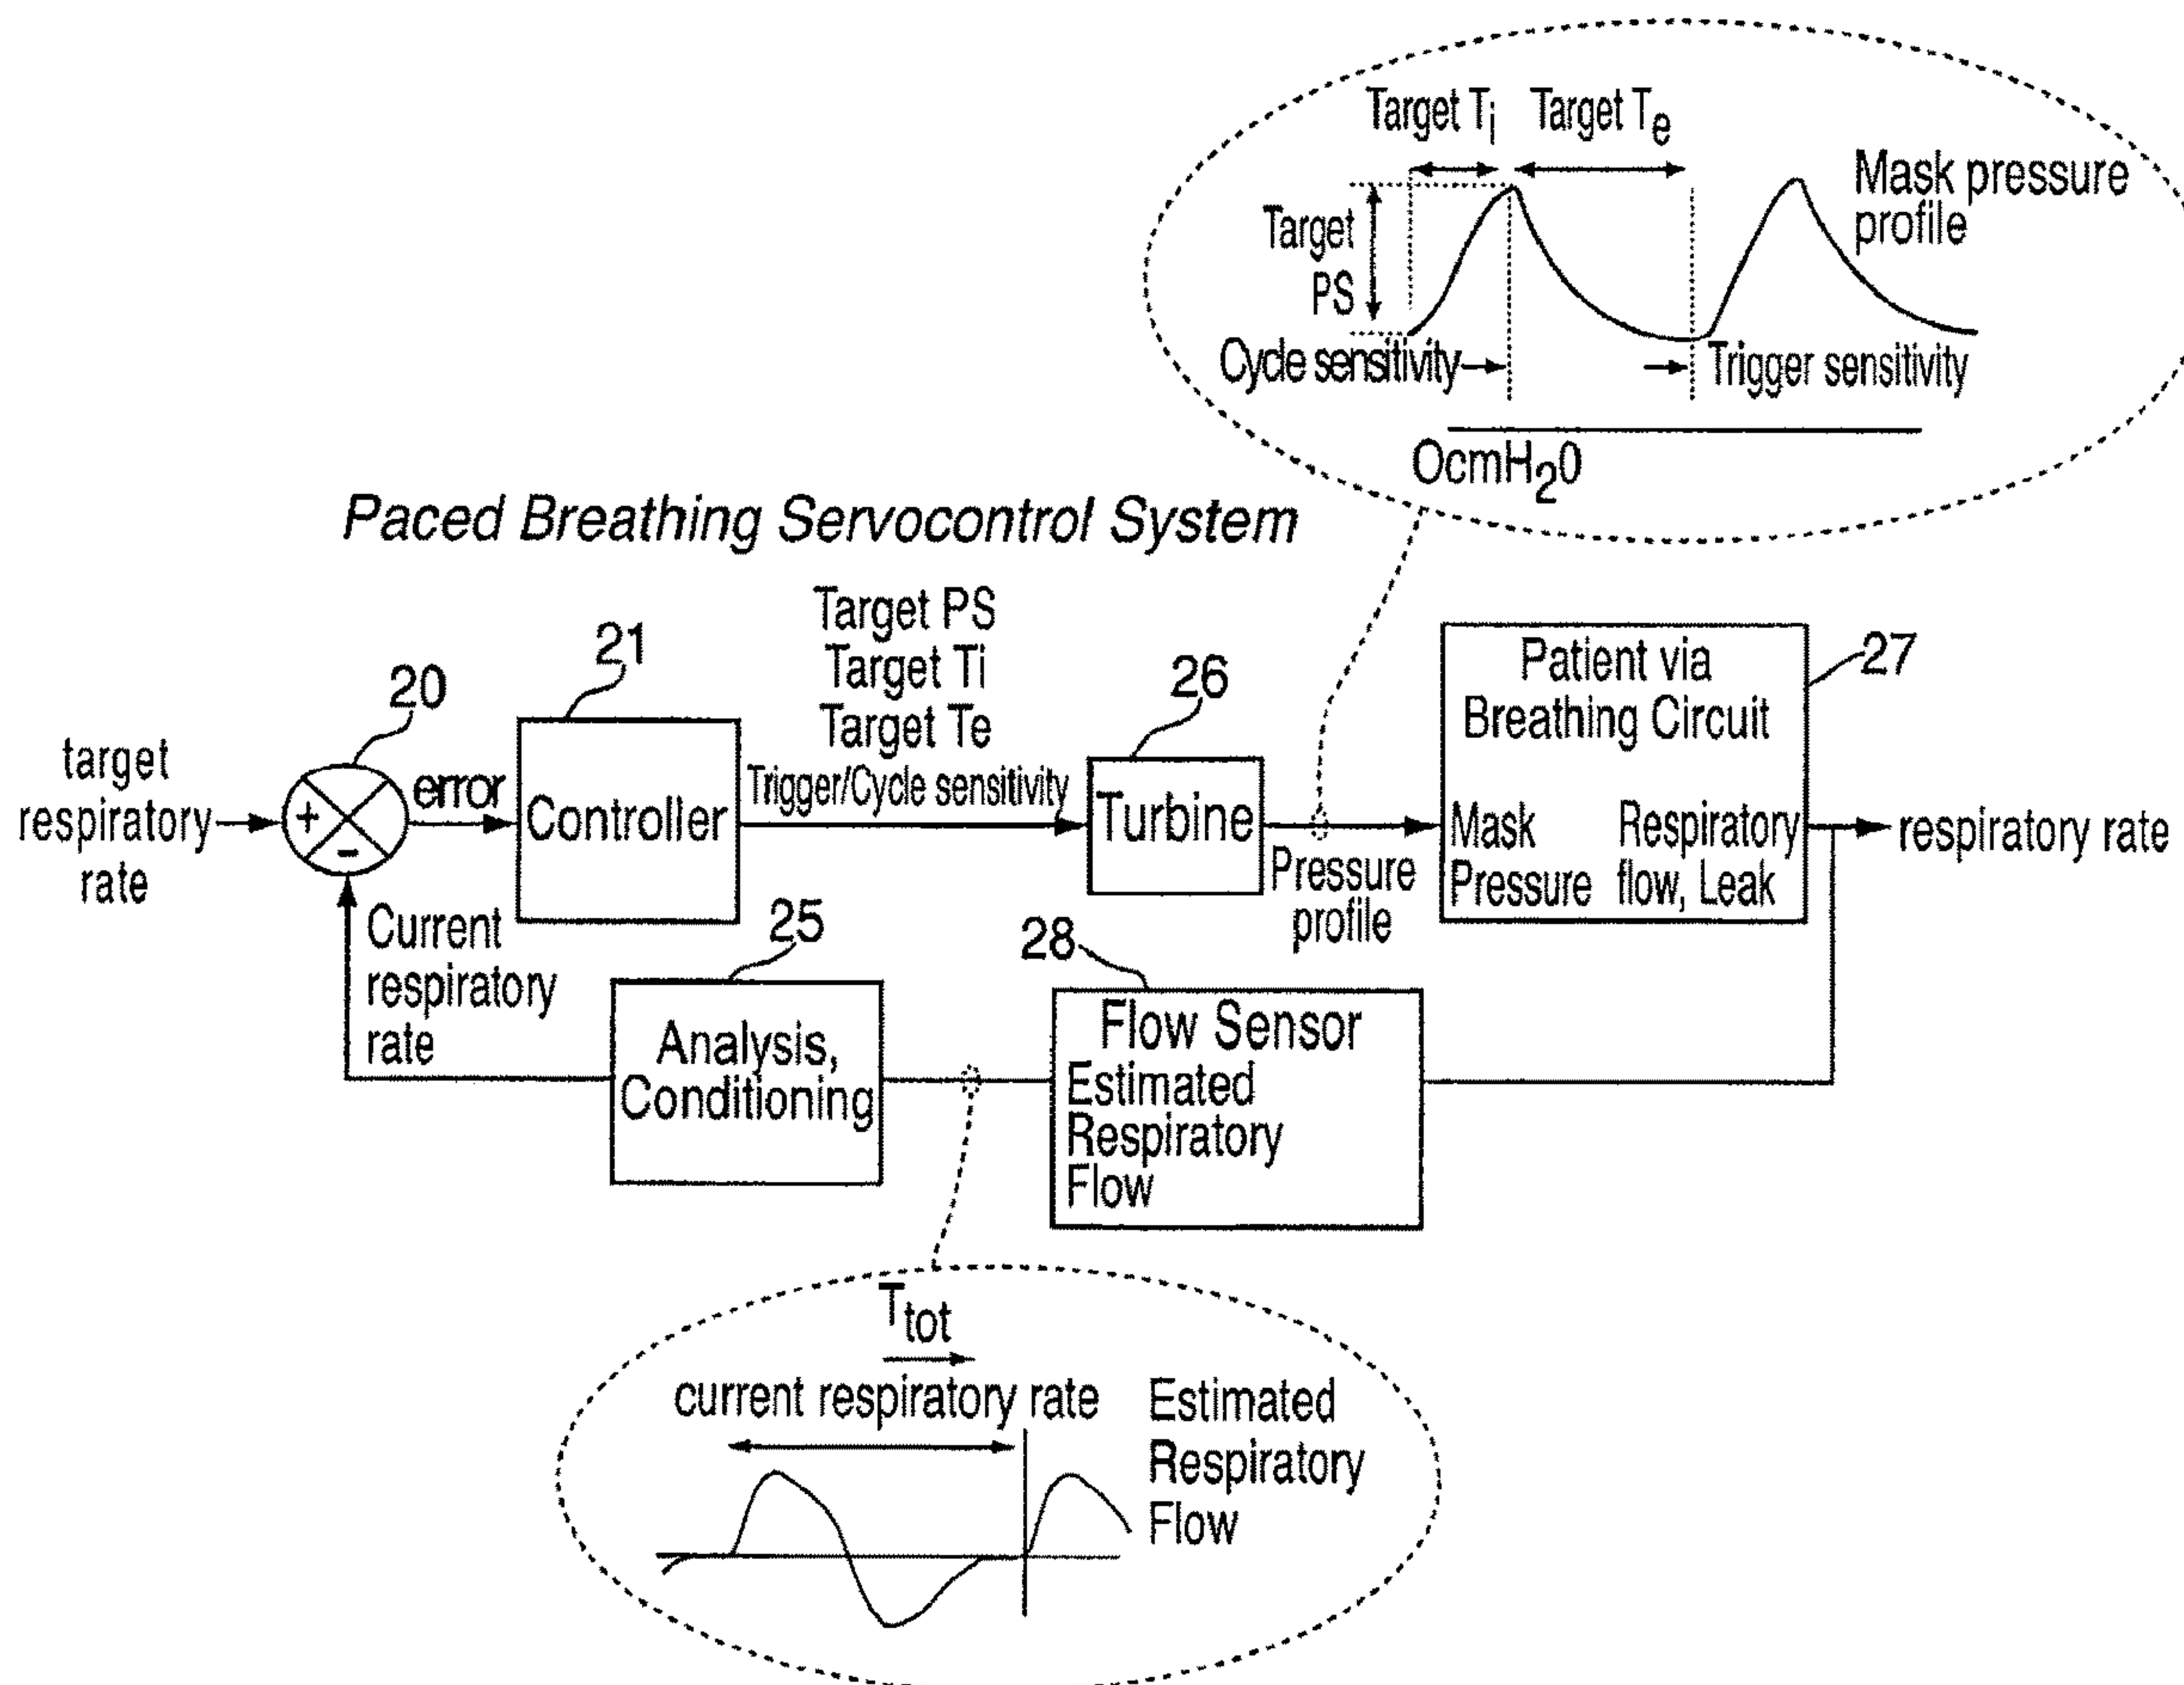 Target Ti Target Te
Mask pressure
profile
Target
PS
Cycle sensitivity
Trigger sensitivity
OcmH20
Paced Breathing Servocontrol System
Target PS
Target Ti
Target Te
Trigger/Cycle sensitivity
20
21
26
27
target
respiratory
rate
+
-
error
Controller
Turbine
Pressure
profile
Patient via
Breathing Circuit
Mask
Pressure
Respiratory
flow, Leak
respiratory rate
Current
respiratory
rate
25
Analysis,
Conditioning
28
Flow Sensor
Estimated
Respiratory
Flow
Ttot
current respiratory rate
Estimated
Respiratory
Flow